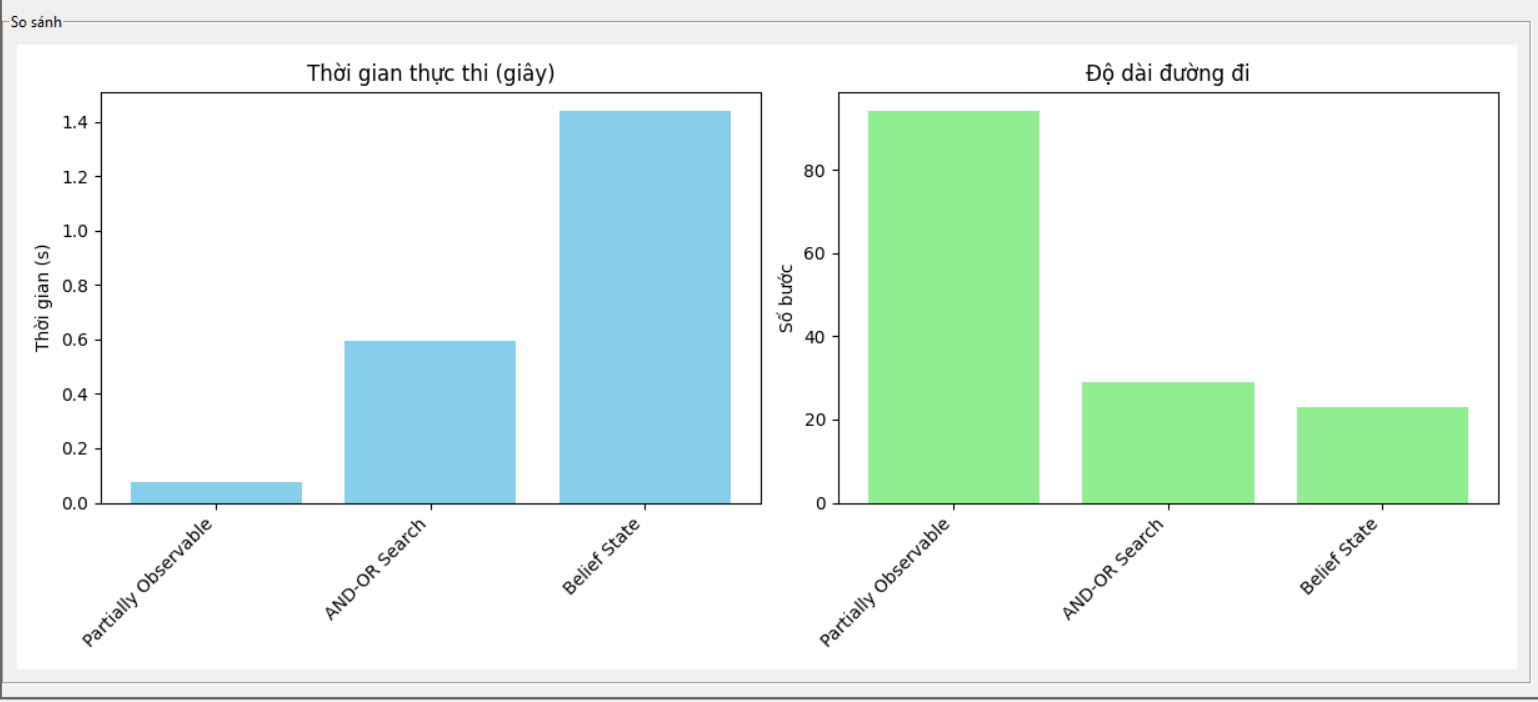 So sánh
Thời gian thực thi (giây)
Thời gian (s)
1.4
1.2
1.0
0.8
0.6
0.4
0.2
0.0
Partially Observable
AND-OR Search
Belief State
Độ dài đường đi
Số bước
80
60
40
20
0
Partially Observable
AND-OR Search
Belief State